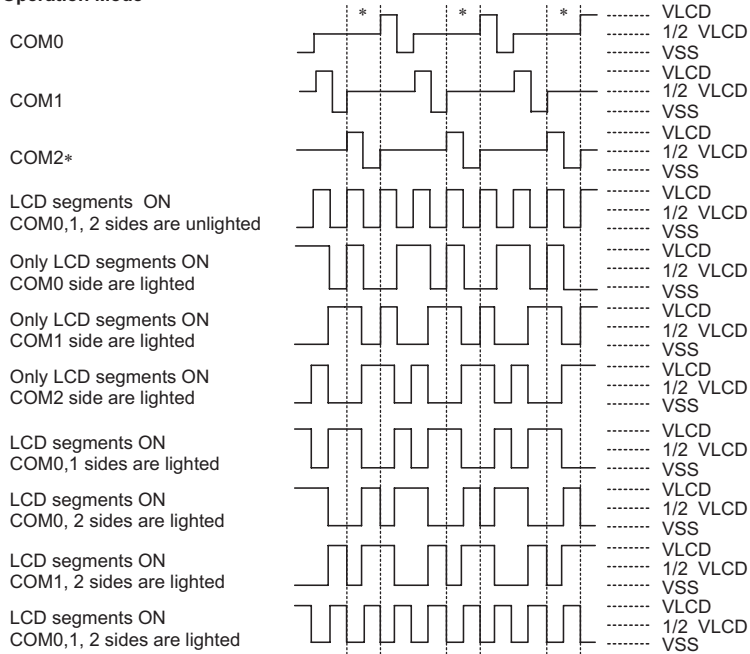 Operation Mode
* * *
COM0
VLCD
1/2 VLCD
VSS
COM1
VLCD
1/2 VLCD
VSS
COM2*
VLCD
1/2 VLCD
VSS
LCD segments ON
COM0,1, 2 sides are unlighted
VLCD
1/2 VLCD
VSS
Only LCD segments ON
COM0 side are lighted
VLCD
1/2 VLCD
VSS
Only LCD segments ON
COM1 side are lighted
VLCD
1/2 VLCD
VSS
Only LCD segments ON
COM2 side are lighted
VLCD
1/2 VLCD
VSS
LCD segments ON
COM0,1 sides are lighted
VLCD
1/2 VLCD
VSS
LCD segments ON
COM0, 2 sides are lighted
VLCD
1/2 VLCD
VSS
LCD segments ON
COM1, 2 sides are lighted
VLCD
1/2 VLCD
VSS
LCD segments ON
COM0,1, 2 sides are lighted
VLCD
1/2 VLCD
VSS